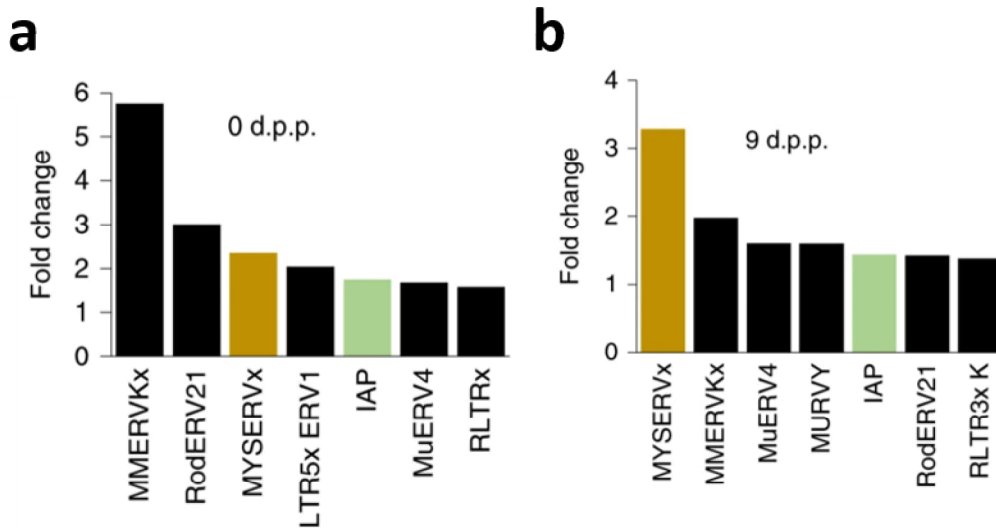 a
Fold change
6
5
4
3
2
1
0
0 d.p.p.
MMERVKx
RodERV21
MYSERVx
LTR5x ERV1
IAP
MuERV4
RLTRx
b
Fold change
4
3
2
1
0
9 d.p.p.
MYSERVx
MMERVKx
MuERV4
MURVY
IAP
RodERV21
RLTR3x K